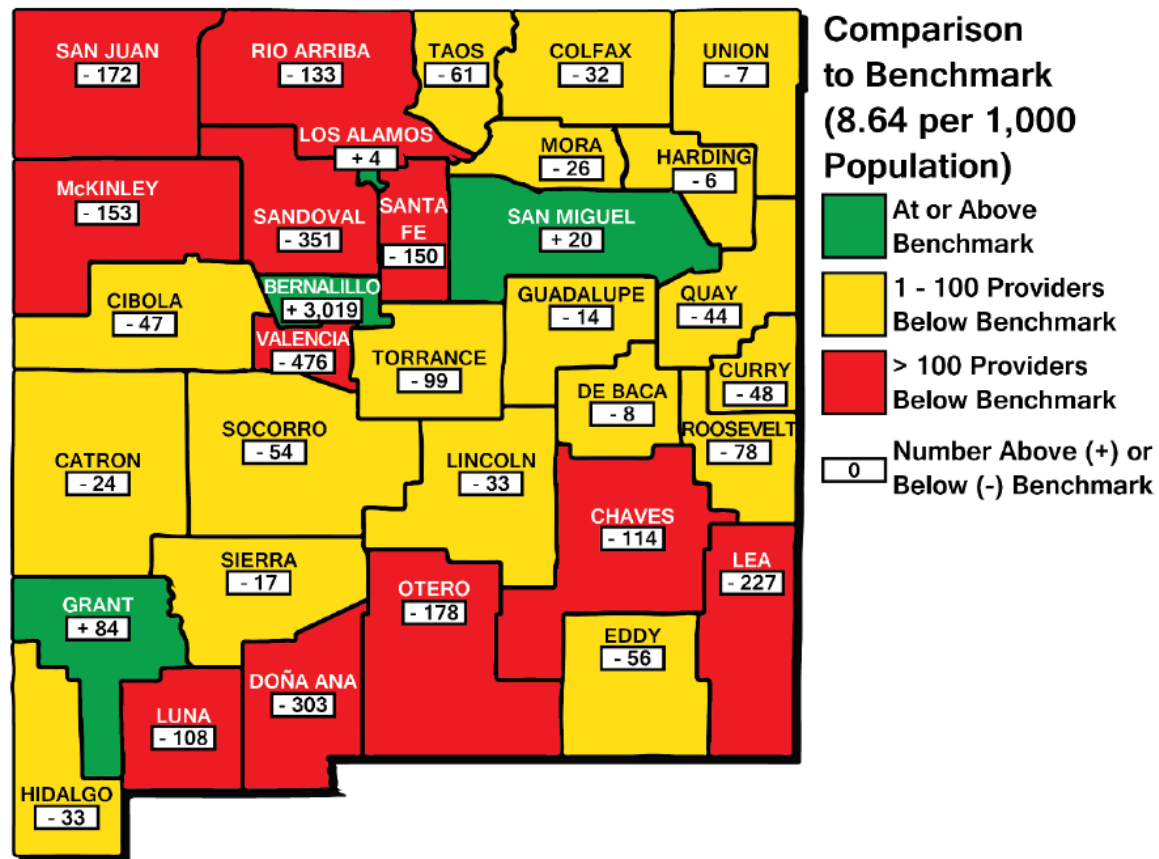 SAN JUAN
- 172
RIO ARRIBA
- 133
TAOS
- 61
COLFAX
- 32
UNION
- 7
LOS ALAMOS
+ 4
MORA
- 26
HARDING
- 6
McKINLEY
- 153
SANDOVAL
- 351
SANTA
FE
- 150
SAN MIGUEL
+ 20
CIBOLA
- 47
BERNALILLO
+ 3,019
VALENCIA
- 476
TORRANCE
- 99
GUADALUPE
- 14
QUAY
- 44
CURRY
- 48
DE BACA
- 8
ROOSEVELT
- 78
CATRON
- 24
SOCORRO
- 54
LINCOLN
- 33
CHAVES
- 114
LEA
- 227
SIERRA
- 17
OTERO
- 178
EDDY
- 56
GRANT
+ 84
LUNA
- 108
DOÑA ANA
- 303
HIDALGO
- 33
Comparison
to Benchmark
(8.64 per 1,000
Population)
At or Above
Benchmark
1 - 100 Providers
Below Benchmark
> 100 Providers
Below Benchmark
0
Number Above (+) or
Below (-) Benchmark